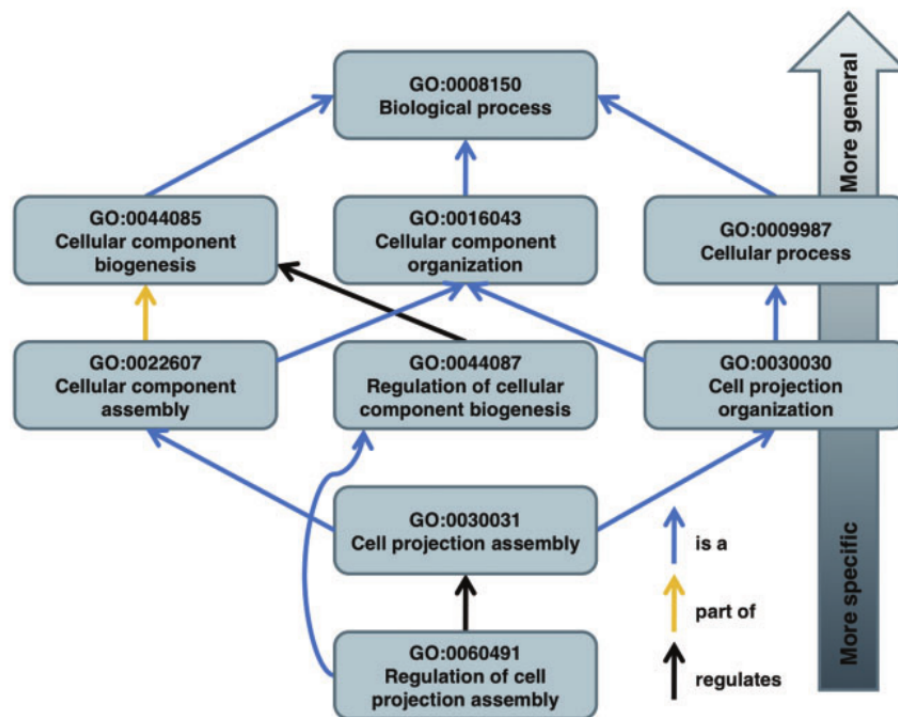 GO:0008150
Biological process
More general
GO:0044085
Cellular component
biogenesis
GO:0016043
Cellular component
organization
GO:0009987
Cellular process
GO:0022607
Cellular component
assembly
GO:0044087
Regulation of cellular
component biogenesis
GO:0030030
Cell projection
organization
GO:0030031
Cell projection assembly
is a
part of
regulates
More specific
GO:0060491
Regulation of cell
projection assembly